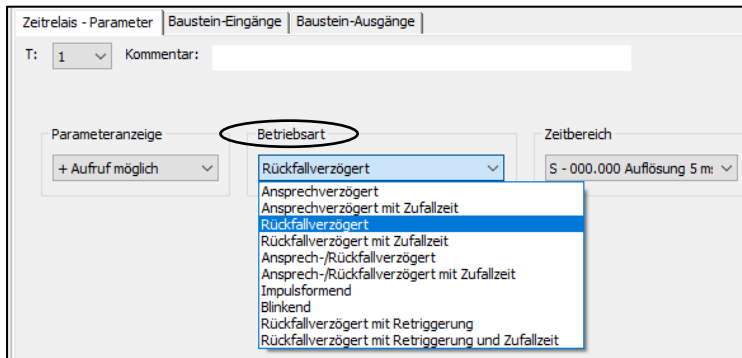 Zeitrelais - Parameter Baustein-Eingänge Baustein-Ausgänge
T: 1 Kommentar:
Parameteranzeige Betriebsart Zeitbereich
+ Aufruf möglich Rückfallverzögert S - 000.000 Auflösung 5 m:
Ansprechverzögert
Ansprechverzögert mit Zufallzeit
Rückfallverzögert
Rückfallverzögert mit Zufallzeit
Ansprech-/Rückfallverzögert
Ansprech-/Rückfallverzögert mit Zufallzeit
Impulsformend
Blinkend
Rückfallverzögert mit Retriggerung
Rückfallverzögert mit Retriggerung und Zufallzeit